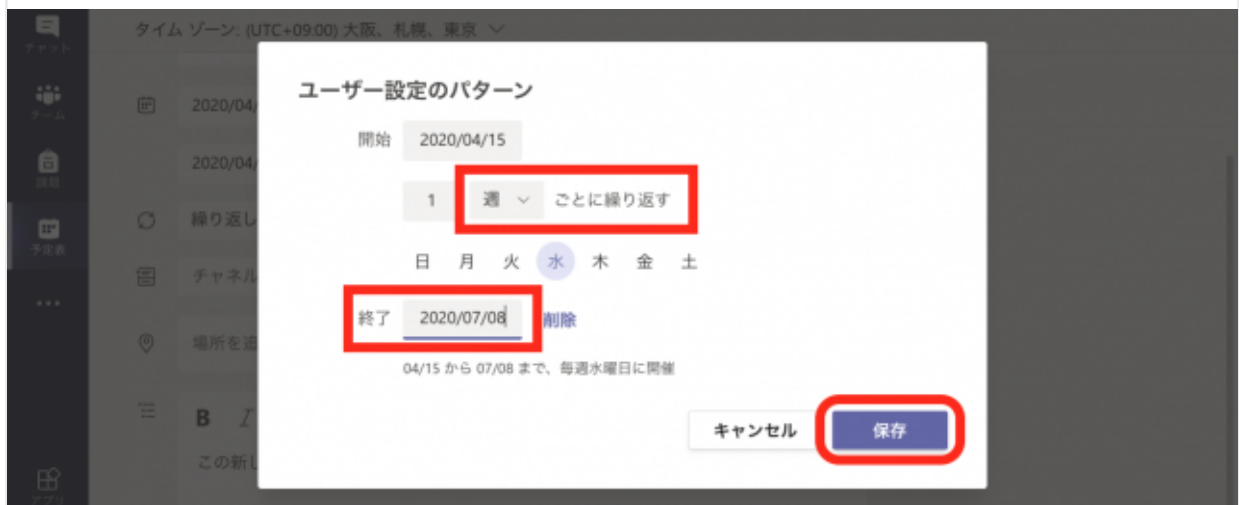 チャット
タイム ゾーン: (UTC+09:00) 大阪、札幌、東京
ユーザー設定のパターン
チーム
2020/04/
開始 2020/04/15
2020/04/
課題
1 週 ごとに繰り返す
繰り返し
予定表
日 月 火 水 木 金 土
チャネル
終了 2020/07/08 削除
場所を追
04/15 から 07/08 まで、毎週水曜日に開催
B I
キャンセル 保存
この新し
アプリ